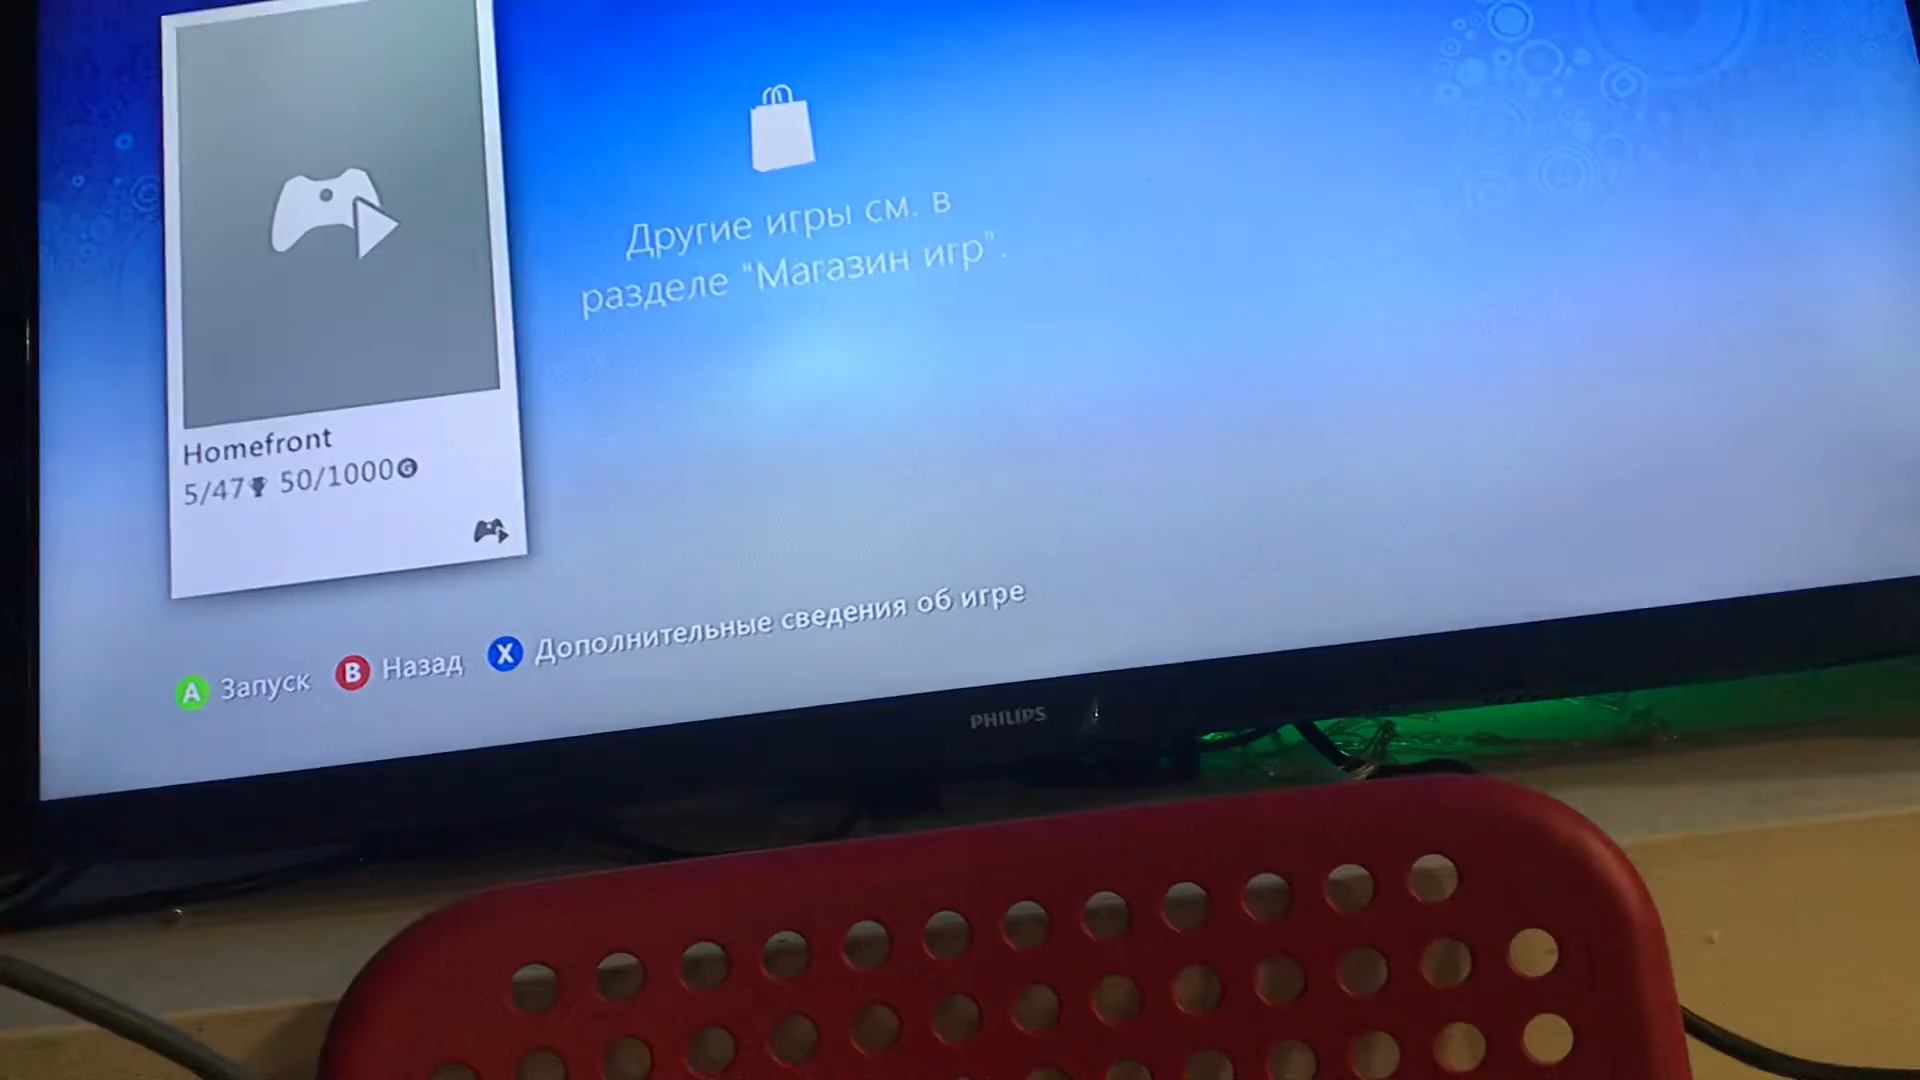 Другие игры см. в
разделе "Магазин игр".
Homefront
5/47 50/1000 G
A Запуск B Назад X Дополнительные сведения об игре
PHILIPS